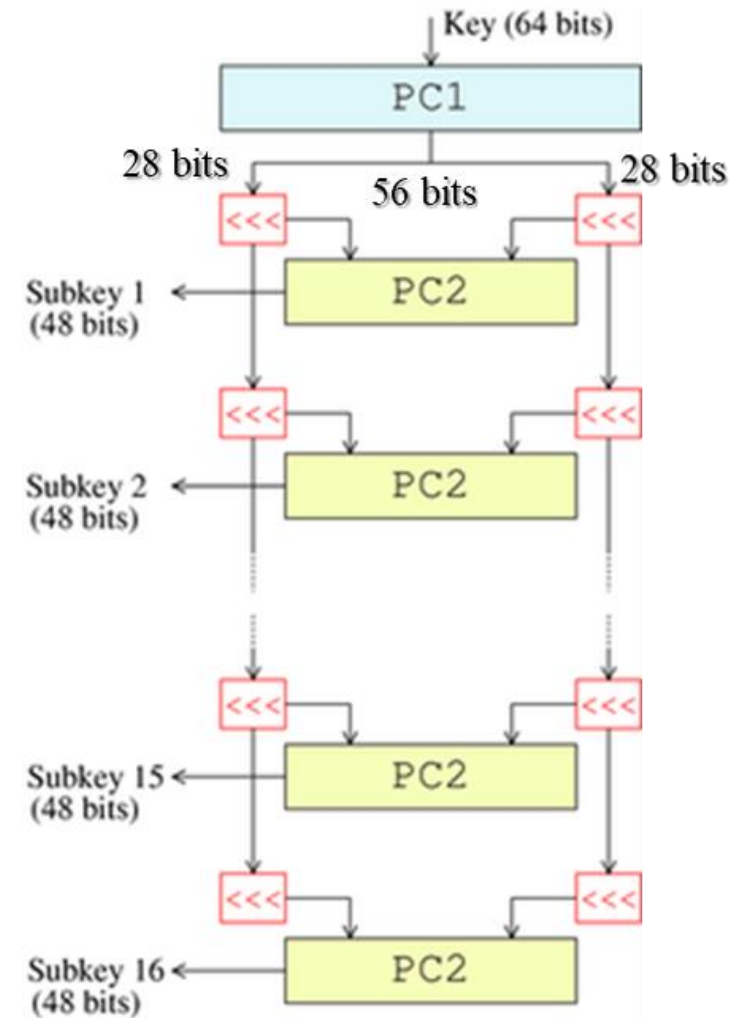 Key (64 bits)
PC1
28 bits
56 bits
28 bits
<<<
<<<
Subkey 1
(48 bits)
PC2
<<<
<<<
Subkey 2
(48 bits)
PC2
<<<
<<<
Subkey 15
(48 bits)
PC2
<<<
<<<
Subkey 16
(48 bits)
PC2